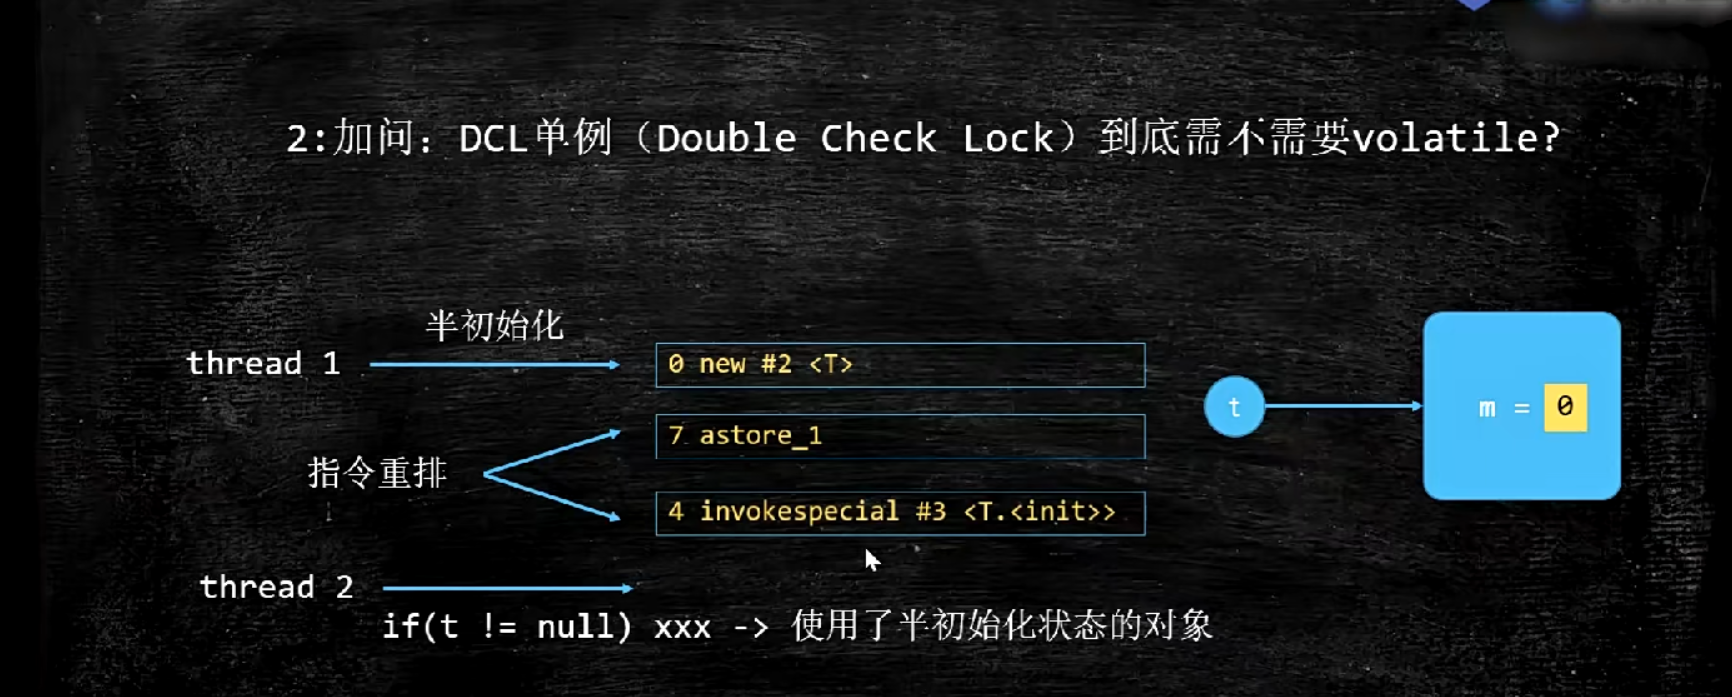 2:加问：DCL单例（Double Check Lock）到底需不需要volatile?
半初始化
thread 1
0 new #2 <T>
t
m = 0
7 astore_1
指令重排
4 invokespecial #3 <T.<init>>
thread 2
if(t != null) xxx -> 使用了半初始化状态的对象